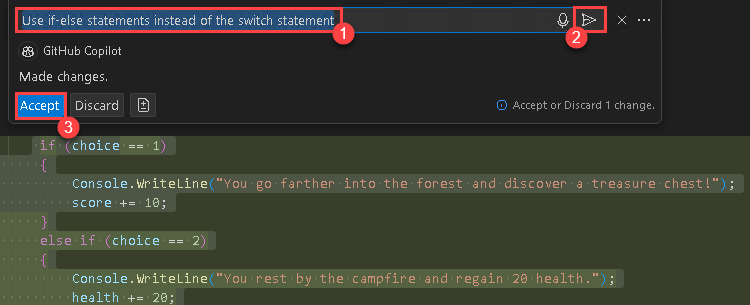 Use if-else statements instead of the switch statement
1
2
GitHub Copilot
Made changes.
Accept Discard Accept or Discard 1 change.
3
if (choice == 1)
{
Console.WriteLine("You go farther into the forest and discover a treasure chest!");
score += 10;
}
else if (choice == 2)
{
Console.WriteLine("You rest by the campfire and regain 20 health.");
health += 20;